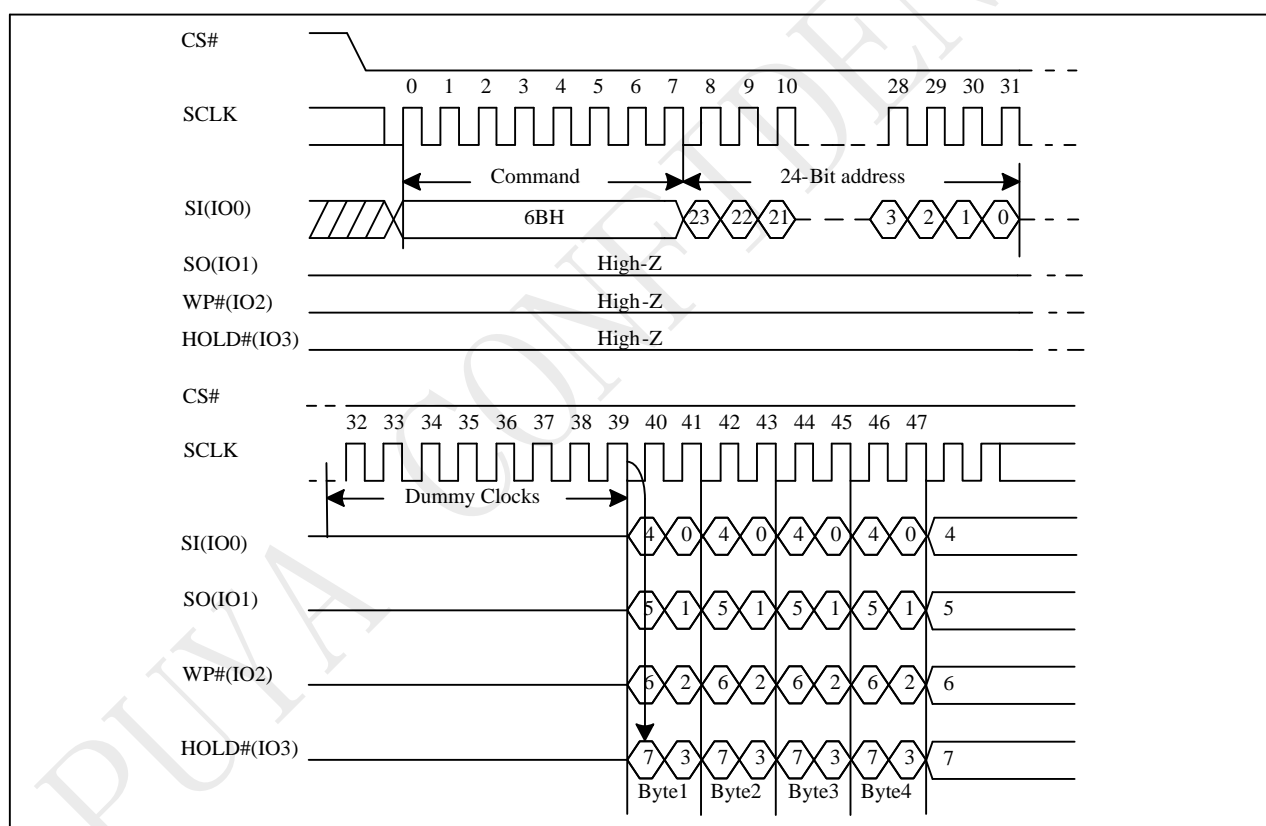 CS#
0 1 2 3 4 5 6 7 8 9 10 28 29 30 31
SCLK
Command 24-Bit address
SI(IO0) 6BH 23 22 21 3 2 1 0
SO(IO1) High-Z
WP#(IO2) High-Z
HOLD#(IO3) High-Z
CS#
32 33 34 35 36 37 38 39 40 41 42 43 44 45 46 47
SCLK
Dummy Clocks
SI(IO0) 4 0 4 0 4 0 4 0 4
SO(IO1) 5 1 5 1 5 1 5 1 5
WP#(IO2) 6 2 6 2 6 2 6 2 6
HOLD#(IO3) 7 3 7 3 7 3 7 3 7
Byte1 Byte2 Byte3 Byte4
PUYA CONFIDEN